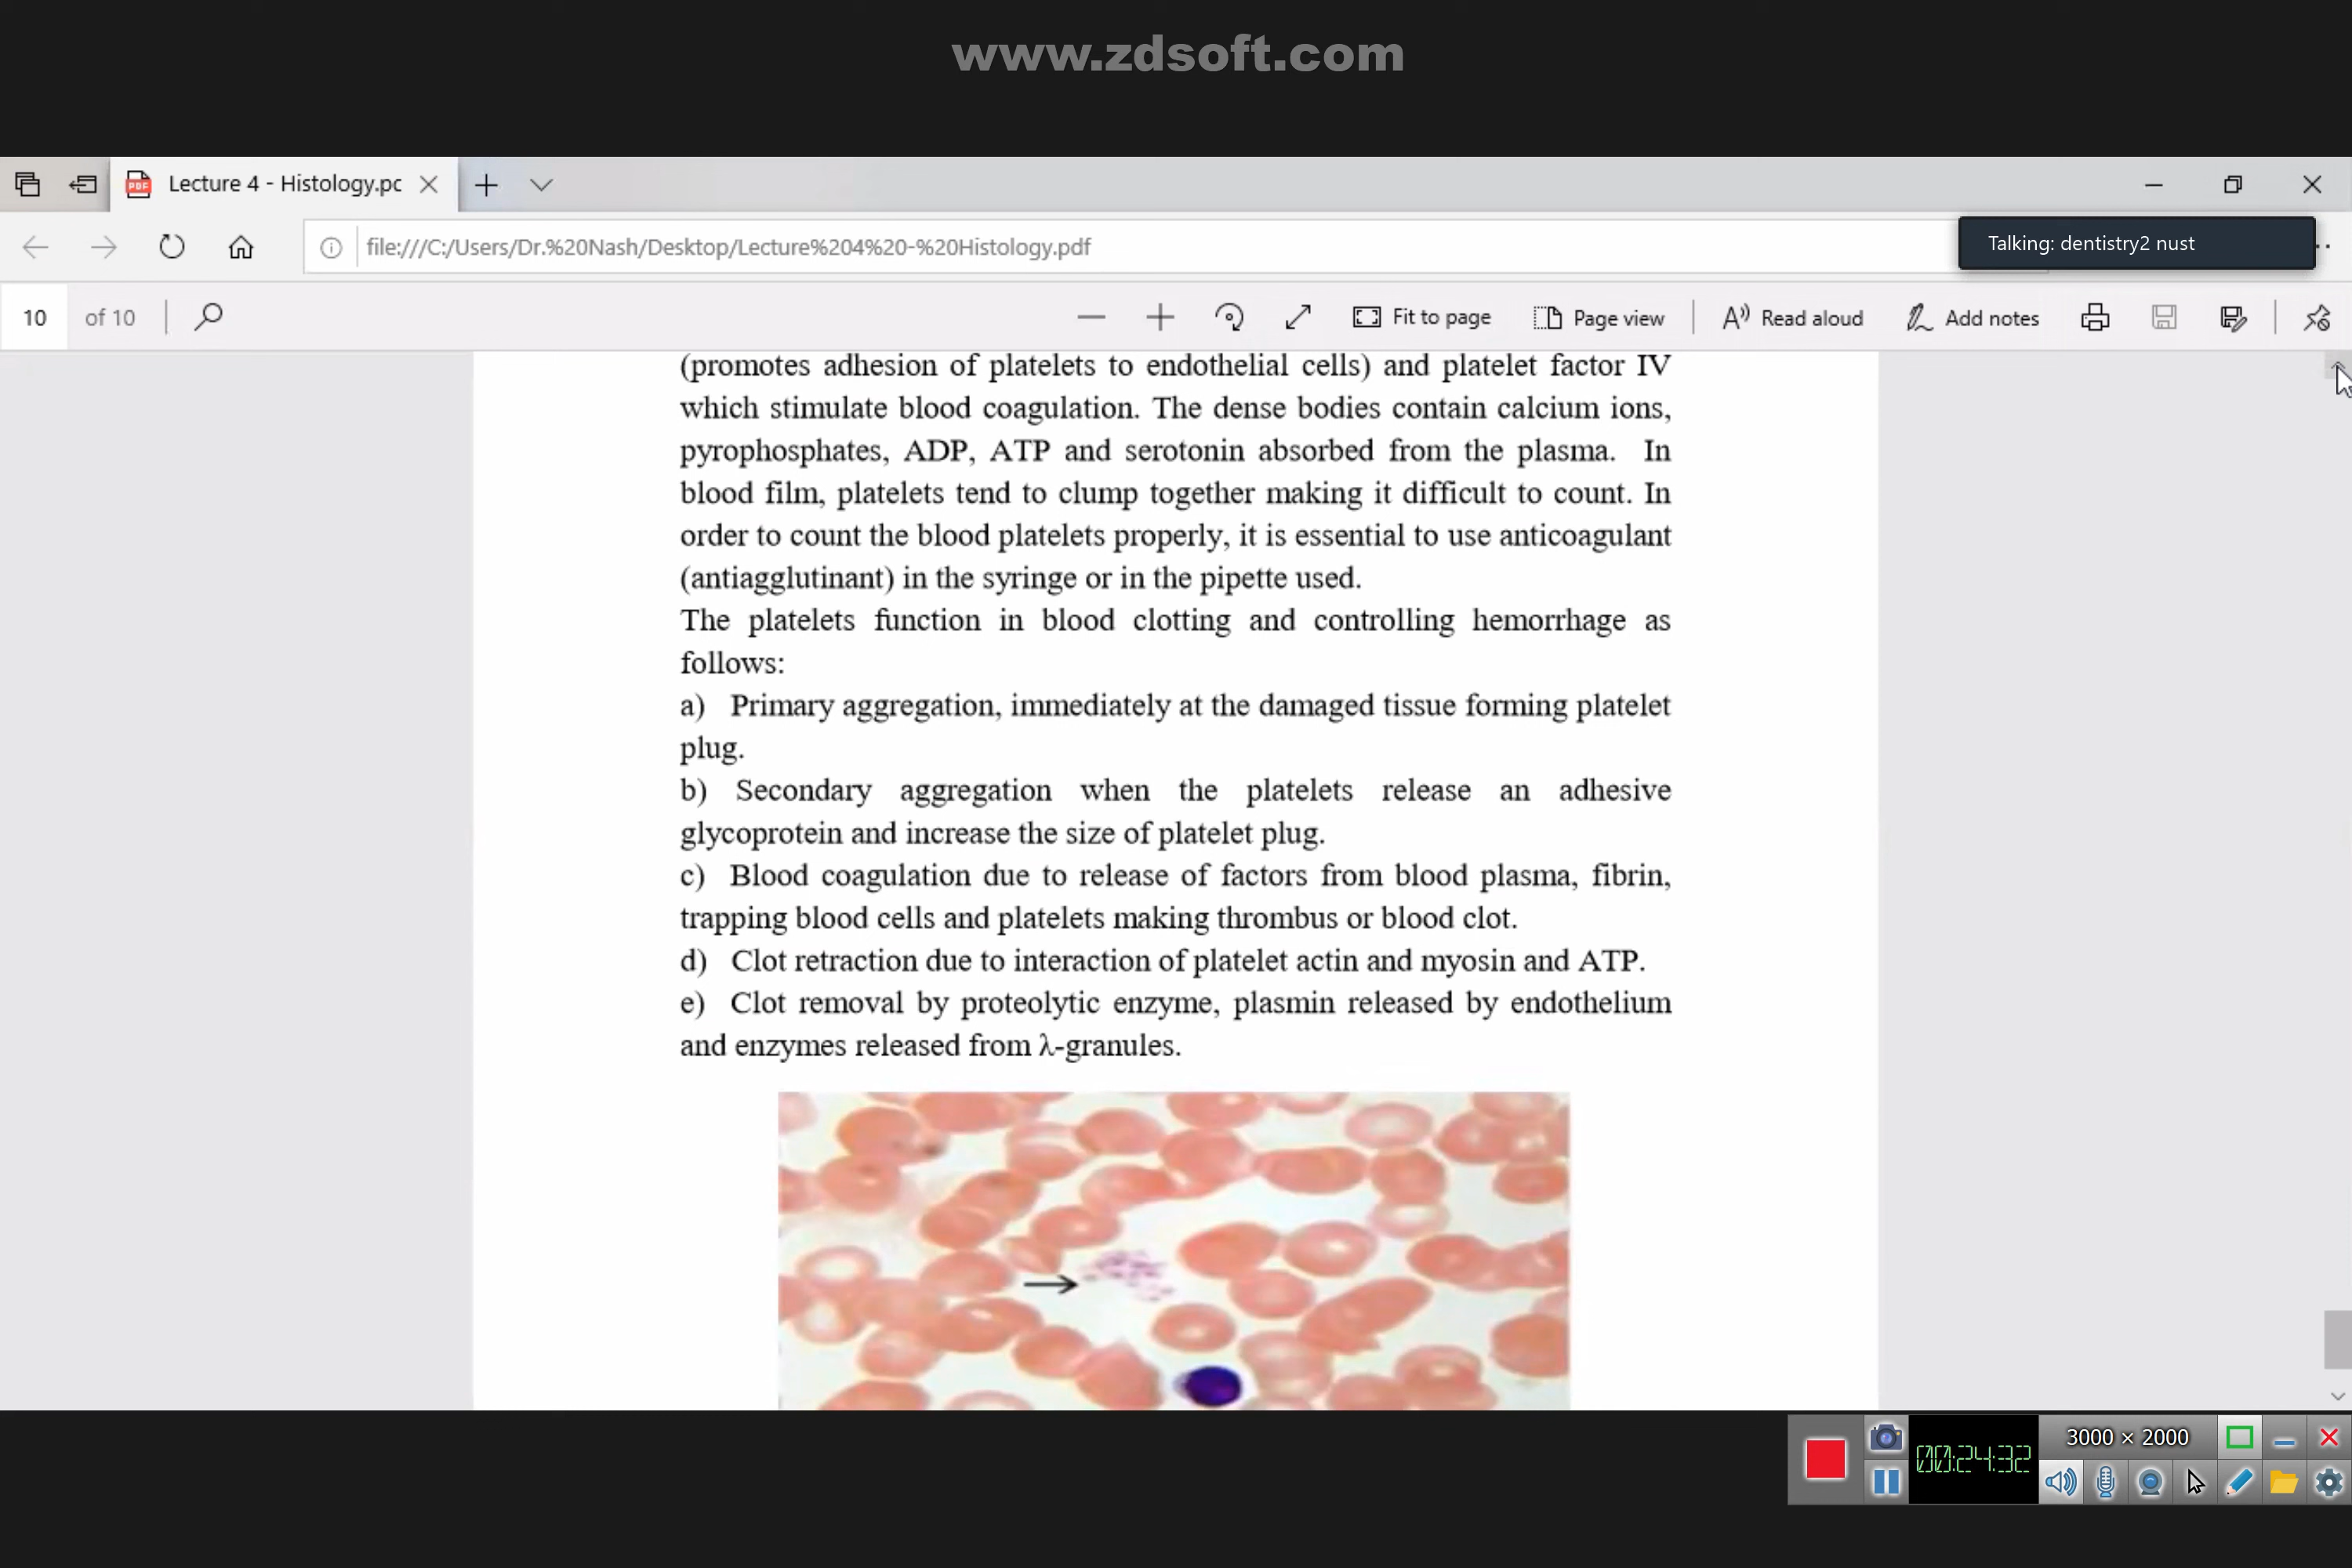 www.zdsoft.com
Lecture 4 - Histology.pc
file:///C:/Users/Dr.%20Nash/Desktop/Lecture%204%20-%20Histology.pdf
Talking: dentistry2 nust
10 of 10
Fit to page
Page view
Read aloud
Add notes
(promotes adhesion of platelets to endothelial cells) and platelet factor IV
which stimulate blood coagulation. The dense bodies contain calcium ions,
pyrophosphates, ADP, ATP and serotonin absorbed from the plasma. In
blood film, platelets tend to clump together making it difficult to count. In
order to count the blood platelets properly, it is essential to use anticoagulant
(antiagglutinant) in the syringe or in the pipette used.
The platelets function in blood clotting and controlling hemorrhage as
follows:
a) Primary aggregation, immediately at the damaged tissue forming platelet
plug.
b) Secondary aggregation when the platelets release an adhesive
glycoprotein and increase the size of platelet plug.
c) Blood coagulation due to release of factors from blood plasma, fibrin,
trapping blood cells and platelets making thrombus or blood clot.
d) Clot retraction due to interaction of platelet actin and myosin and ATP.
e) Clot removal by proteolytic enzyme, plasmin released by endothelium
and enzymes released from λ-granules.
00:24:32
3000 × 2000